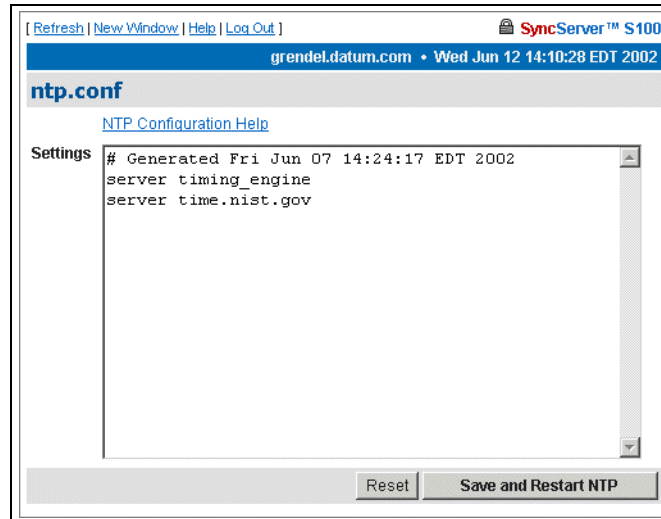 [ Refresh | New Window | Help | Log Out ] SyncServer™ S100
grendel.datum.com • Wed Jun 12 14:10:28 EDT 2002
ntp.conf
NTP Configuration Help
Settings
# Generated Fri Jun 07 14:24:17 EDT 2002
server timing_engine
server time.nist.gov
Reset Save and Restart NTP